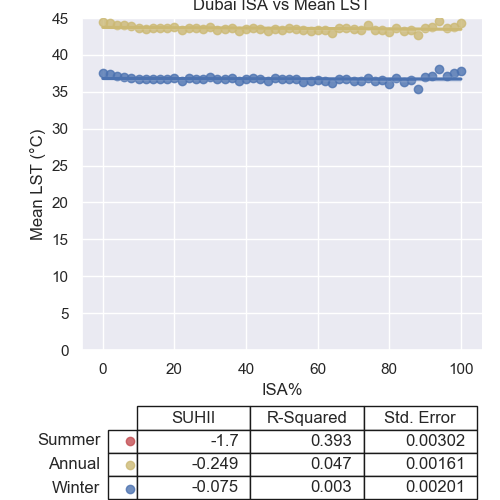 Dubai ISA vs Mean LST
45
40
35
30
25
20
15
10
5
0
Mean LST (°C)
0 20 40 60 80 100
ISA%
SUHII R-Squared Std. Error
Summer -1.7 0.393 0.00302
Annual -0.249 0.047 0.00161
Winter -0.075 0.003 0.00201